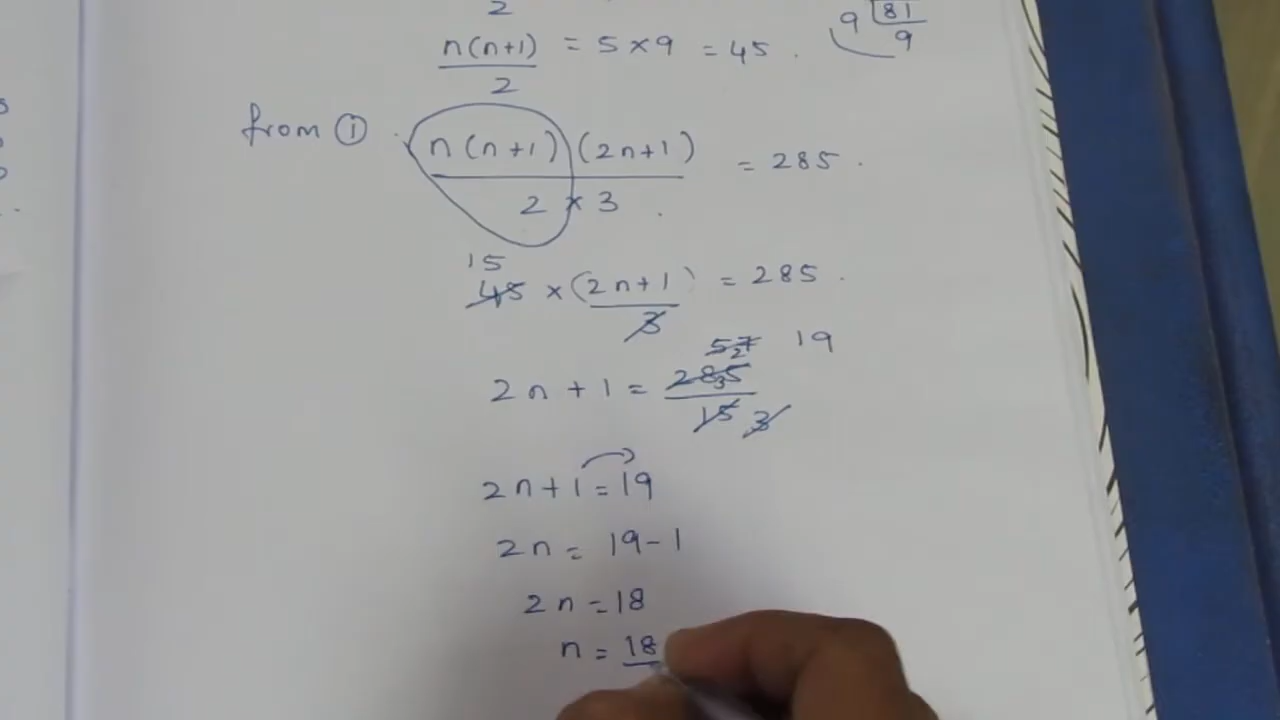 2
9 81
9
n(n+1) = 5 × 9 = 45 .
2
from ① n(n+1) (2n+1) = 285 .
2 × 3 .
15
45 × (2n+1) = 285 .
3
57 19
2n + 1 = 285
15 3
2n+1 = 19
2n = 19-1
2n = 18
n = 18